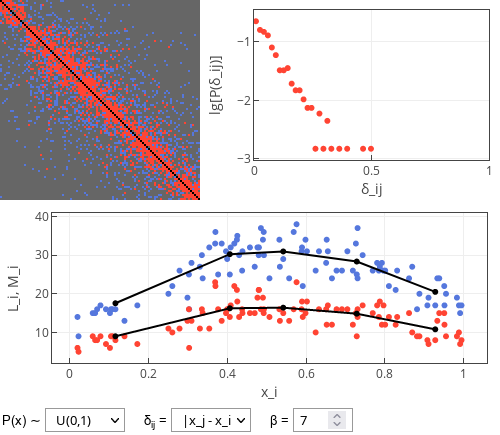 −1
−2
−3
lg[P(δ_ij)]
0 0.5 1
δ_ij
40
30
20
10
L_i, M_i
0 0.2 0.4 0.6 0.8 1
x_i
P(x) ~ U(0,1) δij = |x_j - x_i β = 7